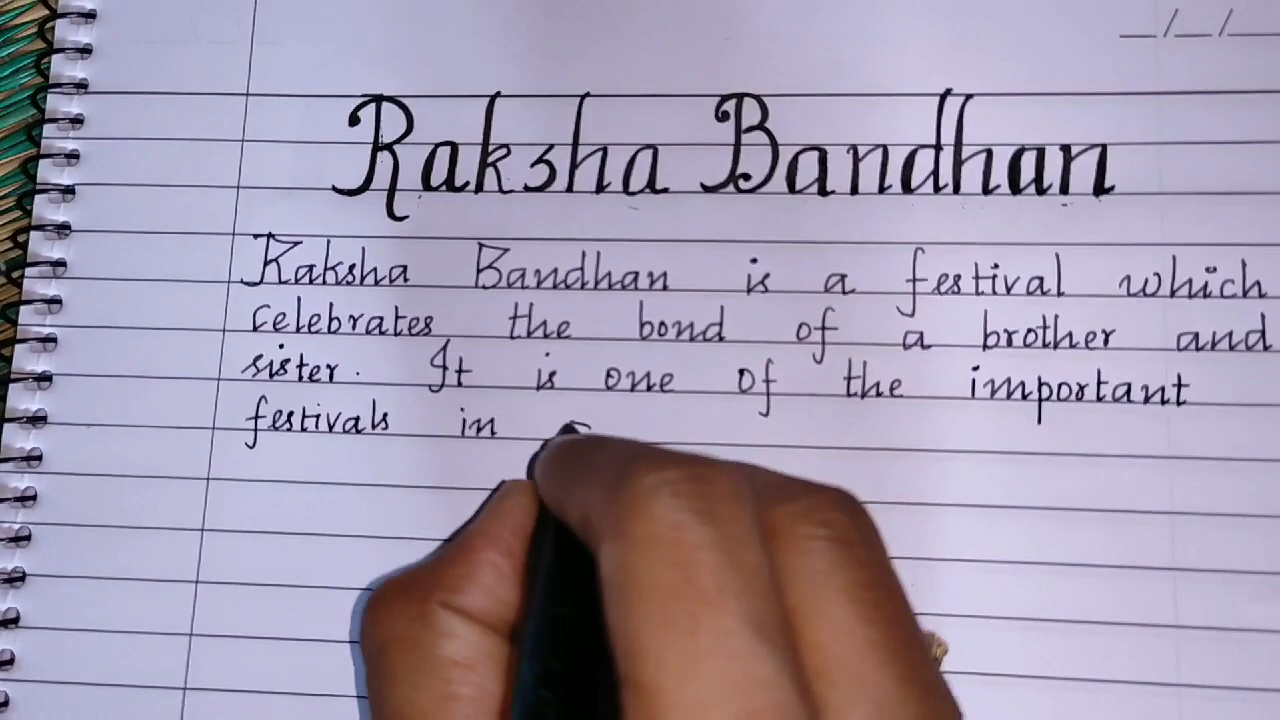 Raksha Bandhan
Raksha Bandhan is a festival which
celebrates the bond of a brother and
sister. It is one of the important
festivals in